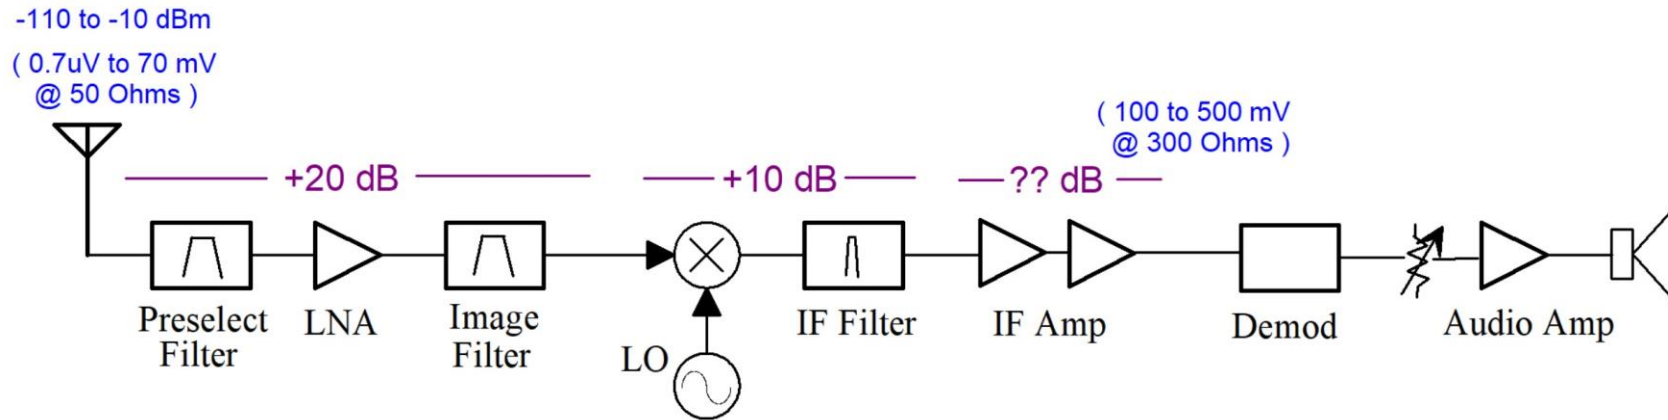 -110 to -10 dBm
( 0.7uV to 70 mV
@ 50 Ohms )
( 100 to 500 mV
@ 300 Ohms )
+20 dB
+10 dB
?? dB
Preselect
Filter
LNA
Image
Filter
LO
IF Filter
IF Amp
Demod
Audio Amp